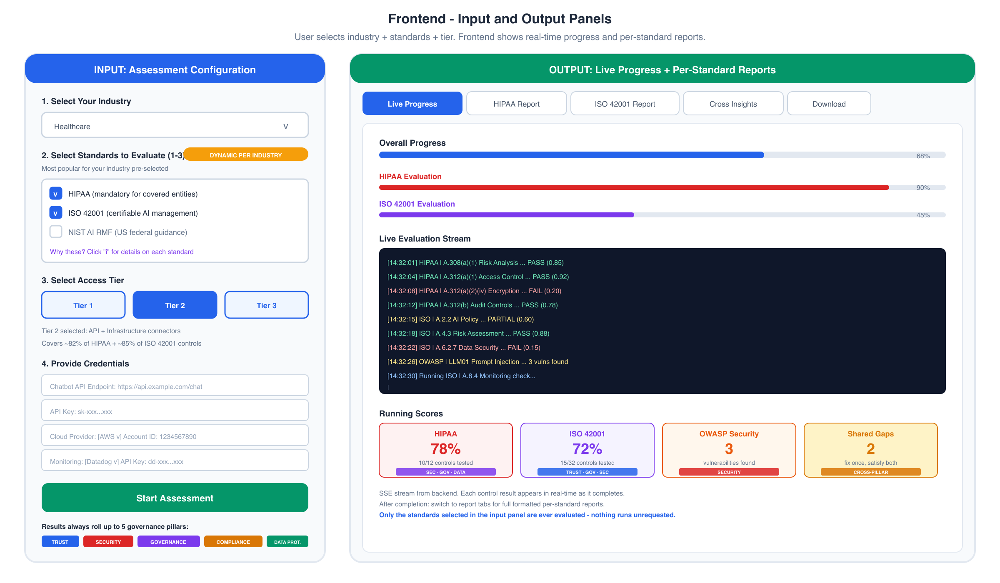 Frontend - Input and Output Panels
User selects industry + standards + tier. Frontend shows real-time progress and per-standard reports.
INPUT: Assessment Configuration
1. Select Your Industry
Healthcare V
2. Select Standards to Evaluate (1-3) DYNAMIC PER INDUSTRY
Most popular for your industry pre-selected
v HIPAA (mandatory for covered entities)
v ISO 42001 (certifiable AI management)
NIST AI RMF (US federal guidance)
Why these? Click "i" for details on each standard
3. Select Access Tier
Tier 1 Tier 2 Tier 3
Tier 2 selected: API + Infrastructure connectors
Covers ~82% of HIPAA + ~85% of ISO 42001 controls
4. Provide Credentials
Chatbot API Endpoint: https://api.example.com/chat
API Key: sk-xxx...xxx
Cloud Provider: [AWS v] Account ID: 1234567890
Monitoring: [Datadog v] API Key: dd-xxx...xxx
Start Assessment
Results always roll up to 5 governance pillars:
TRUST SECURITY GOVERNANCE COMPLIANCE DATA PROT.
OUTPUT: Live Progress + Per-Standard Reports
Live Progress HIPAA Report ISO 42001 Report Cross Insights Download
Overall Progress
68%
HIPAA Evaluation
90%
ISO 42001 Evaluation
45%
Live Evaluation Stream
[14:32:01] HIPAA | A.308(a)(1) Risk Analysis ... PASS (0.85)
[14:32:04] HIPAA | A.312(a)(1) Access Control ... PASS (0.92)
[14:32:08] HIPAA | A.312(a)(2)(iv) Encryption ... FAIL (0.20)
[14:32:12] HIPAA | A.312(b) Audit Controls ... PASS (0.78)
[14:32:15] ISO | A.2.2 AI Policy ... PARTIAL (0.60)
[14:32:18] ISO | A.4.3 Risk Assessment ... PASS (0.88)
[14:32:22] ISO | A.6.2.7 Data Security ... FAIL (0.15)
[14:32:26] OWASP | LLM01 Prompt Injection ... 3 vulns found
[14:32:30] Running ISO | A.8.4 Monitoring check...
|
Running Scores
HIPAA
78%
10/12 controls tested
SEC · GOV · DATA
ISO 42001
72%
15/32 controls tested
TRUST · GOV · SEC
OWASP Security
3
vulnerabilities found
SECURITY
Shared Gaps
2
fix once, satisfy both
CROSS-PILLAR
SSE stream from backend. Each control result appears in real-time as it completes.
After completion: switch to report tabs for full formatted per-standard reports.
Only the standards selected in the input panel are ever evaluated - nothing runs unrequested.